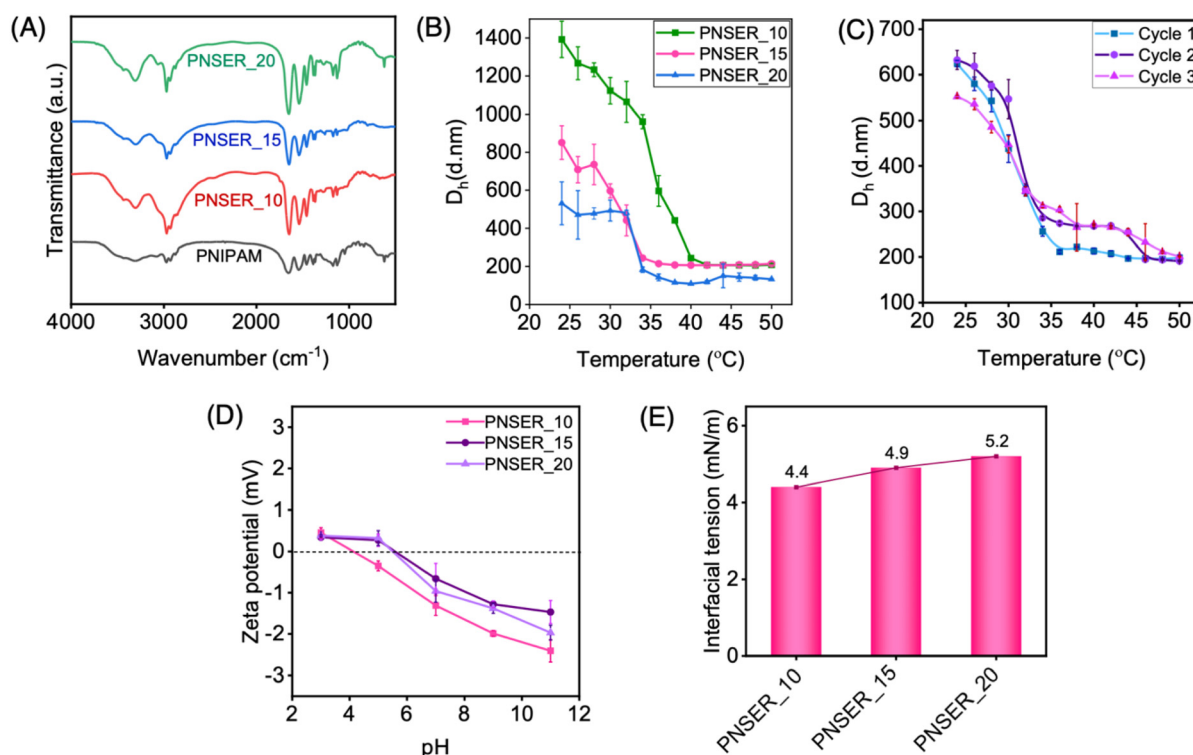 (A)
Transmittance (a.u.)
PNSER_20
PNSER_15
PNSER_10
PNIPAM
4000 3000 2000 1000
Wavenumber (cm⁻¹)
(B)
Dₕ(d.nm)
1400
1200
1000
800
600
400
200
0
PNSER_10
PNSER_15
PNSER_20
20 25 30 35 40 45 50
Temperature (°C)
(C)
Dₕ(d.nm)
700
600
500
400
300
200
100
Cycle 1
Cycle 2
Cycle 3
20 25 30 35 40 45 50
Temperature (°C)
(D)
Zeta potential (mV)
3
2
1
0
-1
-2
-3
PNSER_10
PNSER_15
PNSER_20
2 4 6 8 10 12
pH
(E)
Interfacial tension (mN/m)
6
4
2
0
4.4
4.9
5.2
PNSER_10
PNSER_15
PNSER_20